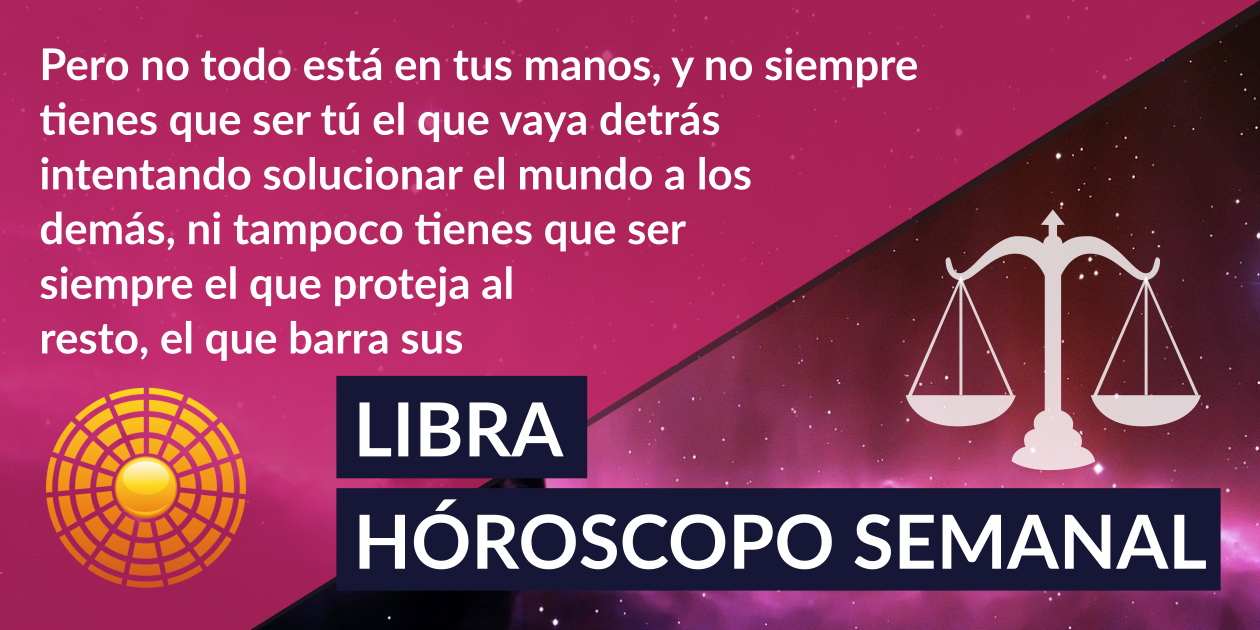 Pero no todo está en tus manos, y no siempre
tienes que ser tú el que vaya detrás
intentando solucionar el mundo a los
demás, ni tampoco tienes que ser
siempre el que proteja al
resto, el que barra sus
LIBRA
HÓROSCOPO SEMANAL